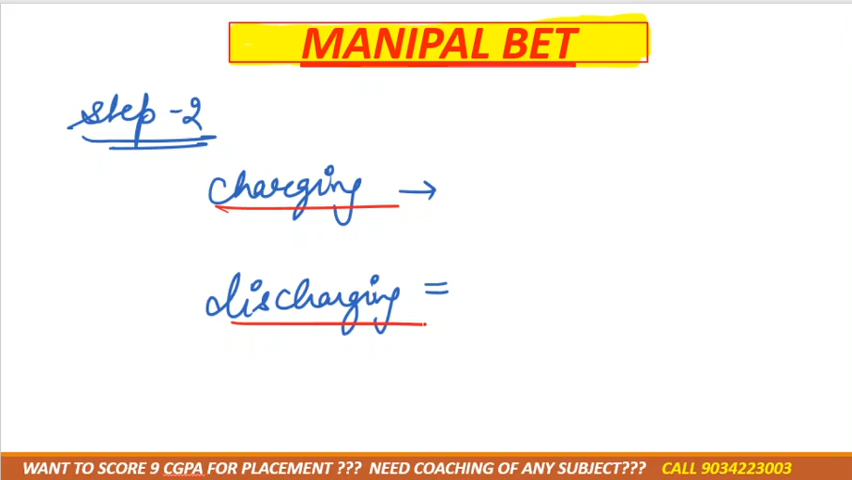 MANIPAL BET
step-2
charging →
discharging =
WANT TO SCORE 9 CGPA FOR PLACEMENT ??? NEED COACHING OF ANY SUBJECT??? CALL 9034223003